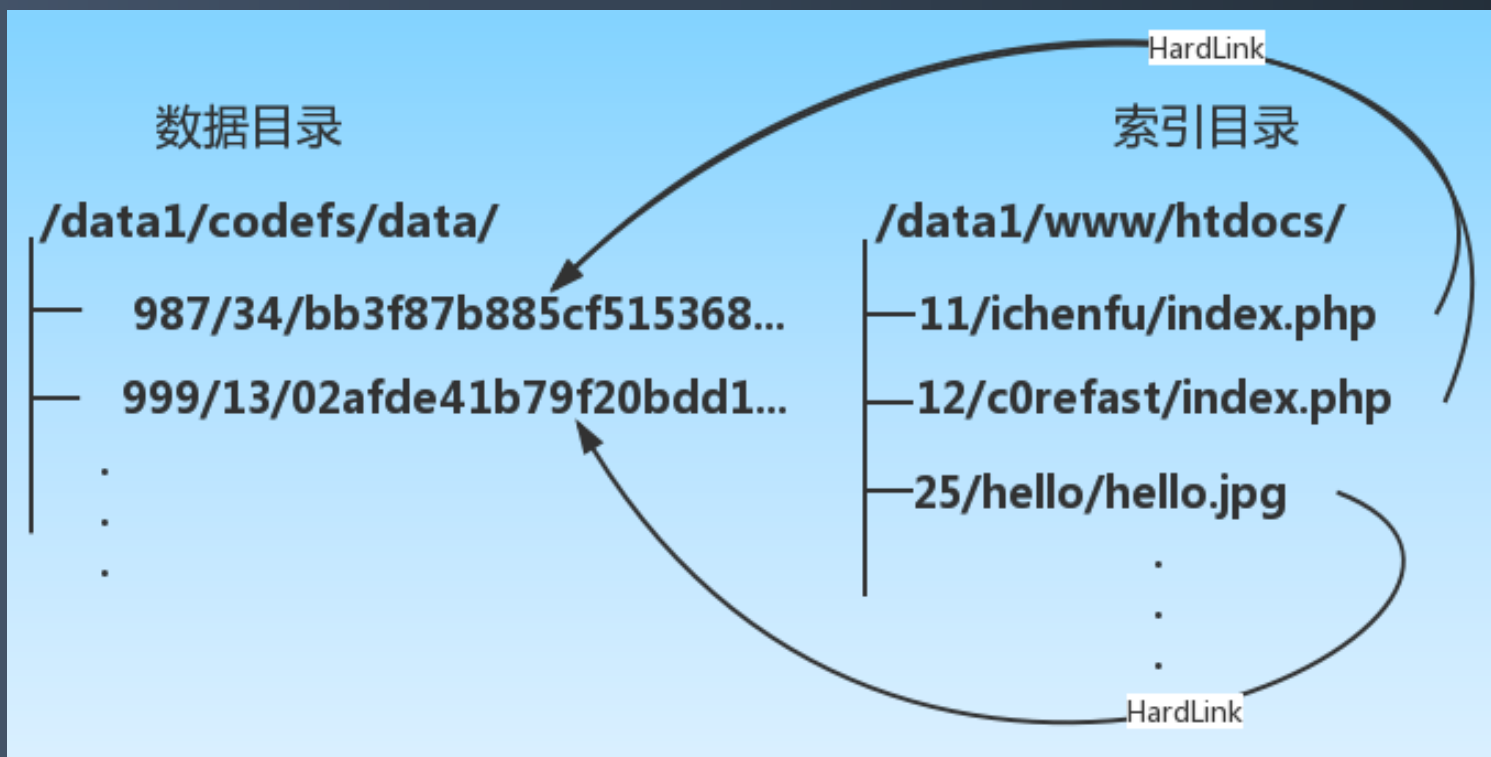 HardLink
数据目录
索引目录
/data1/codefs/data/
/data1/www/htdocs/
987/34/bb3f87b885cf515368...
11/ichenfu/index.php
999/13/02afde41b79f20bdd1...
12/c0refast/index.php
25/hello/hello.jpg
HardLink